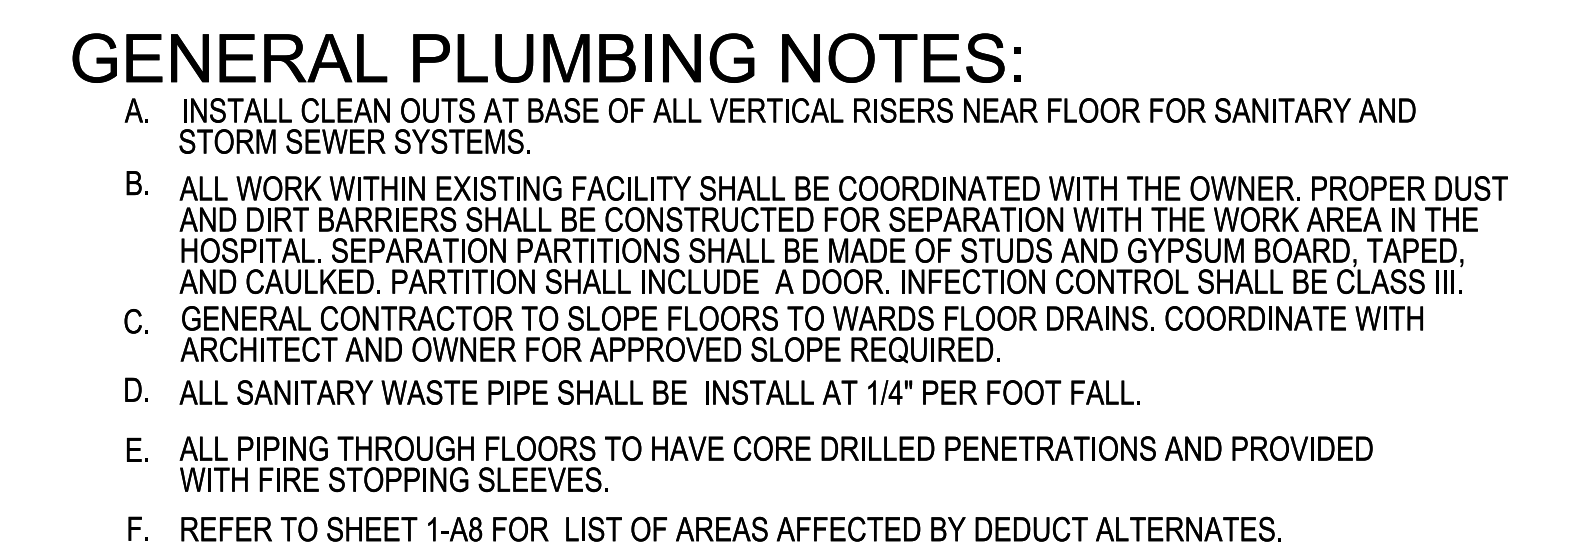 GENERAL PLUMBING NOTES:
A. INSTALL CLEAN OUTS AT BASE OF ALL VERTICAL RISERS NEAR FLOOR FOR SANITARY AND
STORM SEWER SYSTEMS.
B. ALL WORK WITHIN EXISTING FACILITY SHALL BE COORDINATED WITH THE OWNER. PROPER DUST
AND DIRT BARRIERS SHALL BE CONSTRUCTED FOR SEPARATION WITH THE WORK AREA IN THE
HOSPITAL. SEPARATION PARTITIONS SHALL BE MADE OF STUDS AND GYPSUM BOARD, TAPED,
AND CAULKED. PARTITION SHALL INCLUDE  A DOOR. INFECTION CONTROL SHALL BE CLASS III.
C. GENERAL CONTRACTOR TO SLOPE FLOORS TO WARDS FLOOR DRAINS. COORDINATE WITH
ARCHITECT AND OWNER FOR APPROVED SLOPE REQUIRED.
D. ALL SANITARY WASTE PIPE SHALL BE  INSTALL AT 1/4" PER FOOT FALL.
E. ALL PIPING THROUGH FLOORS TO HAVE CORE DRILLED PENETRATIONS AND PROVIDED
WITH FIRE STOPPING SLEEVES.
F. REFER TO SHEET 1-A8 FOR  LIST OF AREAS AFFECTED BY DEDUCT ALTERNATES.